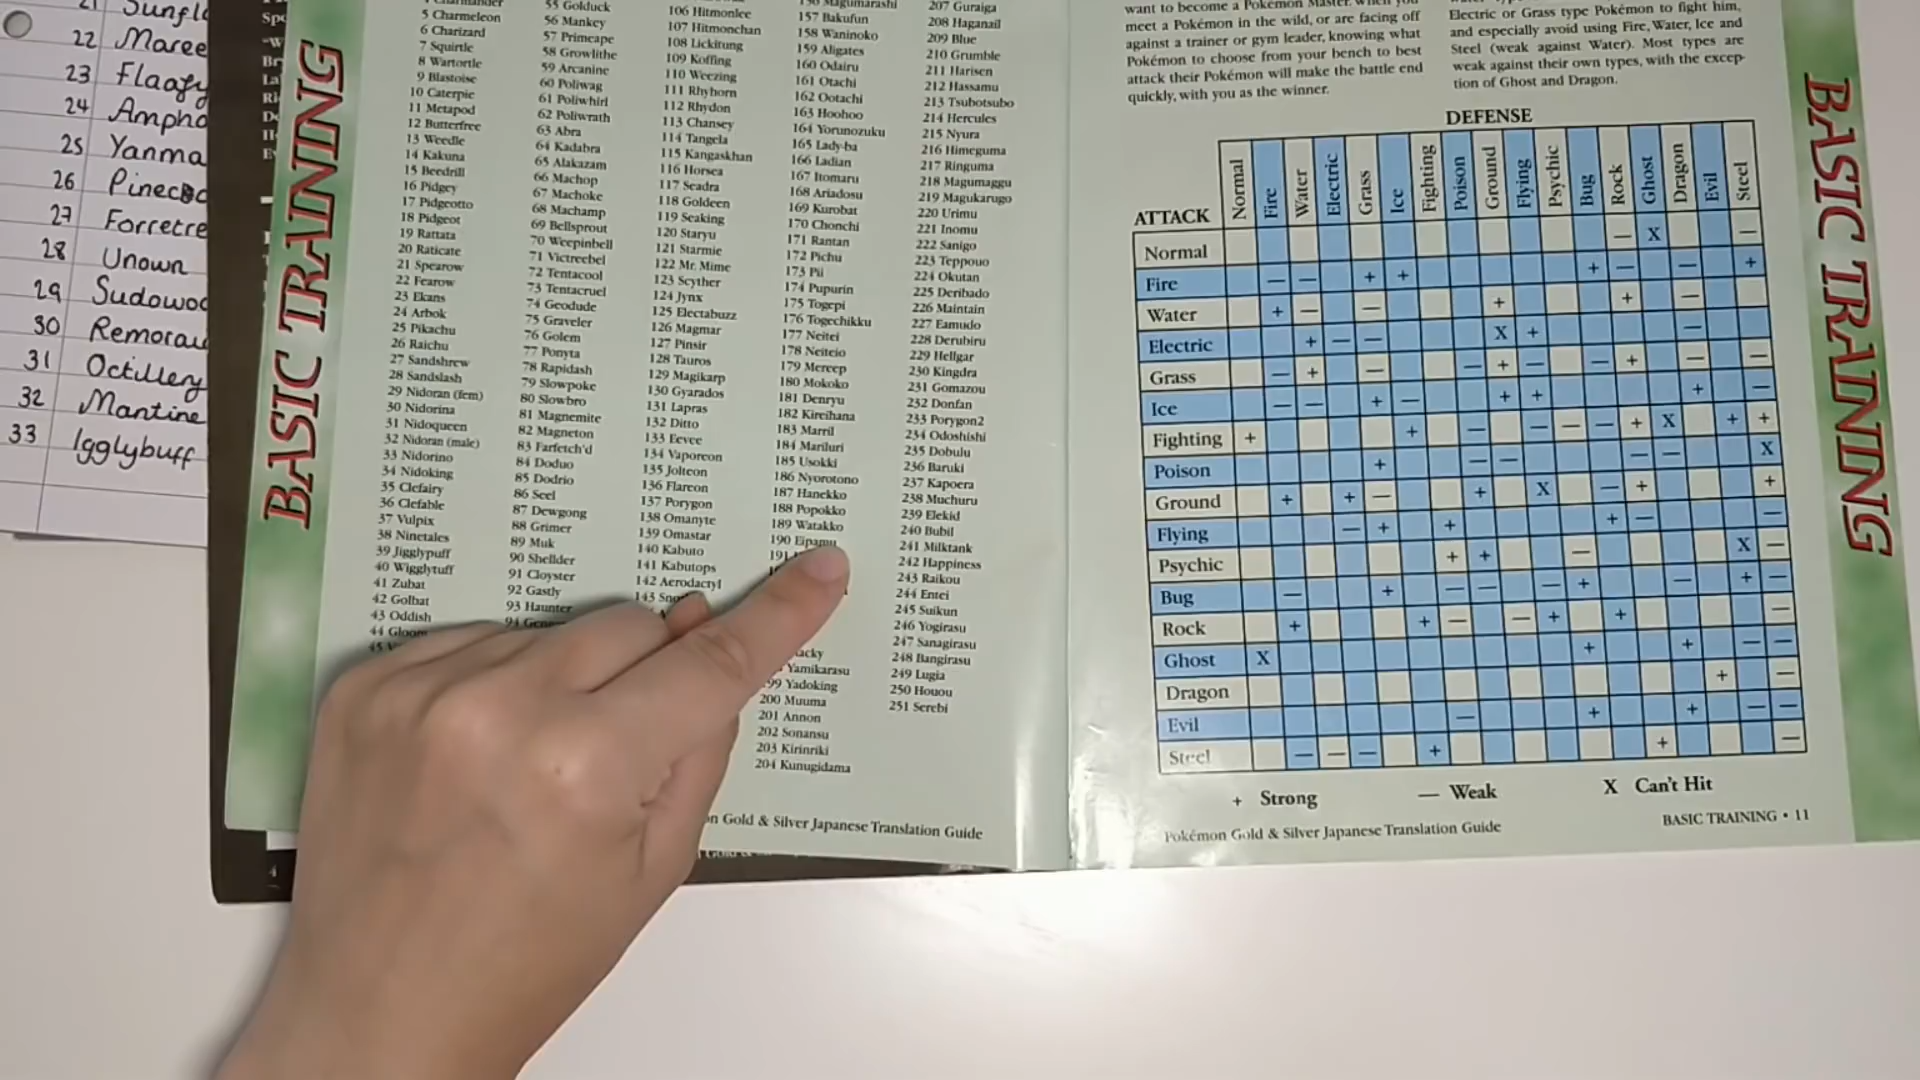 22 Maree
23 Flaafy
24 Ampho
25 Yanma
26 Pineco
27 Forretre
28 Unown
29 Sudowoo
30 Remorai
31 Octillery
32 Mantine
33 Igglybuff
BASIC TRAINING
5 Charmeleon
6 Charizard
7 Squirtle
8 Wartortle
9 Blastoise
10 Caterpie
11 Metapod
12 Butterfree
13 Weedle
14 Kakuna
15 Beedrill
16 Pidgey
17 Pidgeotto
18 Pidgeot
19 Rattata
20 Raticate
21 Spearow
22 Fearow
23 Ekans
24 Arbok
25 Pikachu
26 Raichu
27 Sandshrew
28 Sandslash
29 Nidoran (fem)
30 Nidorina
31 Nidoqueen
32 Nidoran (male)
33 Nidorino
34 Nidoking
35 Clefairy
36 Clefable
37 Vulpix
38 Ninetales
39 Jigglypuff
40 Wigglytuff
41 Zubat
42 Golbat
43 Oddish
44 Gloom
55 Golduck
56 Mankey
57 Primeape
58 Growlithe
59 Arcanine
60 Poliwag
61 Poliwhirl
62 Poliwrath
63 Abra
64 Kadabra
65 Alakazam
66 Machop
67 Machoke
68 Machamp
69 Bellsprout
70 Weepinbell
71 Victreebel
72 Tentacool
73 Tentacruel
74 Geodude
75 Graveler
76 Golem
77 Ponyta
78 Rapidash
79 Slowpoke
80 Slowbro
81 Magnemite
82 Magneton
83 Farfetch'd
84 Doduo
85 Dodrio
86 Seel
87 Dewgong
88 Grimer
89 Muk
90 Shellder
91 Cloyster
92 Gastly
93 Haunter
106 Hitmonlee
107 Hitmonchan
108 Lickitung
109 Koffing
110 Weezing
111 Rhyhorn
112 Rhydon
113 Chansey
114 Tangela
115 Kangaskhan
116 Horsea
117 Seadra
118 Goldeen
119 Seaking
120 Staryu
121 Starmie
122 Mr. Mime
123 Scyther
124 Jynx
125 Electabuzz
126 Magmar
127 Pinsir
128 Tauros
129 Magikarp
130 Gyarados
131 Lapras
132 Ditto
133 Eevee
134 Vaporeon
135 Jolteon
136 Flareon
137 Porygon
138 Omanyte
139 Omastar
140 Kabuto
141 Kabutops
142 Aerodactyl
156 Magumarashi
157 Bakufun
158 Waninoko
159 Aligates
160 Odairu
161 Otachi
162 Ootachi
163 Hoohoo
164 Yorunozuku
165 Lady-ba
166 Ladian
167 Itomaru
168 Ariadosu
169 Kurobat
170 Chonchi
171 Rantan
172 Pichu
173 Pii
174 Pupurin
175 Togepi
176 Togechikku
177 Neitei
178 Neiteio
179 Mereep
180 Mokoko
181 Denryu
182 Kireihana
183 Marril
184 Mariluri
185 Usokki
186 Nyorotono
187 Hanekko
188 Popokko
189 Watakko
190 Eipamu
Yamikarasu
99 Yadoking
200 Muuma
201 Annon
202 Sonansu
203 Kirinriki
204 Kunugidama
207 Guraiga
208 Haganail
209 Blue
210 Grumble
211 Harisen
212 Hassamu
213 Tsubotsubo
214 Hercules
215 Nyura
216 Himeguma
217 Ringuma
218 Magumaggu
219 Magukarugo
220 Urimu
221 Inomu
222 Sanigo
223 Teppouo
224 Okutan
225 Deribado
226 Maintain
227 Eamudo
228 Derubiru
229 Hellgar
230 Kingdra
231 Gomazou
232 Donfan
233 Porygon2
234 Odoshishi
235 Dobulu
236 Baruki
237 Kapoera
238 Muchuru
239 Elekid
240 Bubil
241 Milktank
242 Happiness
243 Raikou
244 Entei
245 Suikun
246 Yogirasu
247 Sanagirasu
248 Bangirasu
249 Lugia
250 Houou
251 Serebi
on Gold & Silver Japanese Translation Guide
want to become a Pokémon Master. When you
meet a Pokémon in the wild, or are facing off
against a trainer or gym leader, knowing what
Pokémon to choose from your bench to best
attack their Pokémon will make the battle end
quickly, with you as the winner.
Electric or Grass type Pokémon to fight him,
and especially avoid using Fire, Water, Ice and
Steel (weak against Water). Most types are
weak against their own types, with the excep-
tion of Ghost and Dragon.
DEFENSE
ATTACK Normal Fire Water Electric Grass Ice Fighting Poison Ground Flying Psychic Bug Rock Ghost Dragon Evil Steel
Normal — X —
Fire — — + + + — — +
Water + — — + + —
Electric + — — X + —
Grass — + — — + — — + — —
Ice — — + — + + + —
Fighting + + — — — — + X + +
Poison + — — — — X
Ground + + — + X — + +
Flying — + + + — —
Psychic + + — X —
Bug — + — — — + — + —
Rock + + — — + + —
Ghost X + + — —
Dragon + —
Evil — + + — —
Steel — — — + + —
+ Strong — Weak X Can't Hit
Pokémon Gold & Silver Japanese Translation Guide
BASIC TRAINING • 11
BASIC TRAINING